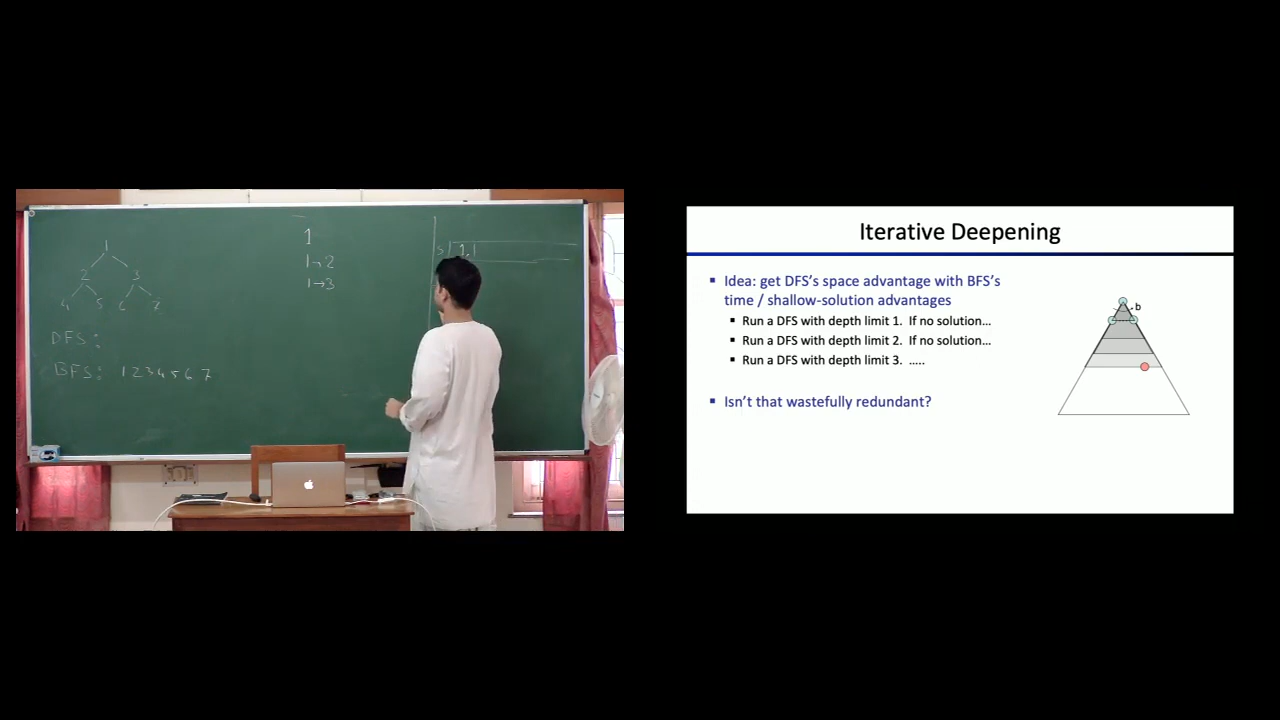 1
2 3
4 5 6 7
DFS:
BFS: 1 2 3 4 5 6 7
1
1→2
1→3
S 1,1
Iterative Deepening
▪ Idea: get DFS's space advantage with BFS's
time / shallow-solution advantages
▪ Run a DFS with depth limit 1. If no solution...
▪ Run a DFS with depth limit 2. If no solution...
▪ Run a DFS with depth limit 3. .....
▪ Isn't that wastefully redundant?
b